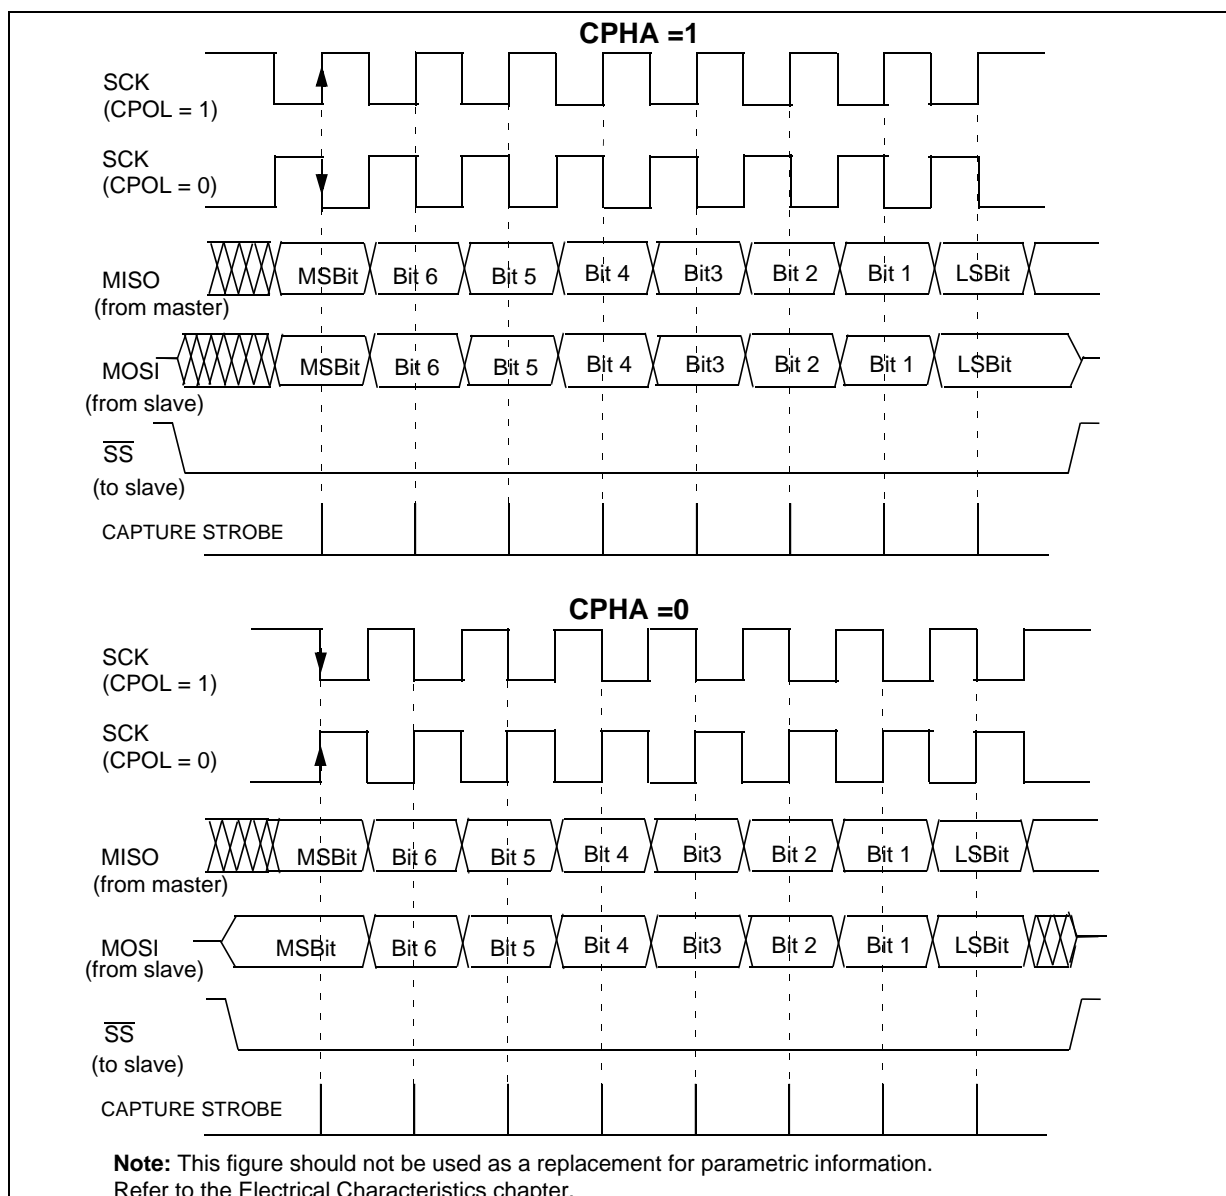 CPHA =1
SCK
(CPOL = 1)
SCK
(CPOL = 0)
MISO
(from master)
MSBit Bit 6 Bit 5 Bit 4 Bit3 Bit 2 Bit 1 LSBit
MOSI
(from slave)
MSBit Bit 6 Bit 5 Bit 4 Bit3 Bit 2 Bit 1 LSBit
SS
(to slave)
CAPTURE STROBE
CPHA =0
SCK
(CPOL = 1)
SCK
(CPOL = 0)
MISO
(from master)
MSBit Bit 6 Bit 5 Bit 4 Bit3 Bit 2 Bit 1 LSBit
MOSI
(from slave)
MSBit Bit 6 Bit 5 Bit 4 Bit3 Bit 2 Bit 1 LSBit
SS
(to slave)
CAPTURE STROBE
Note: This figure should not be used as a replacement for parametric information.
Refer to the Electrical Characteristics chapter.